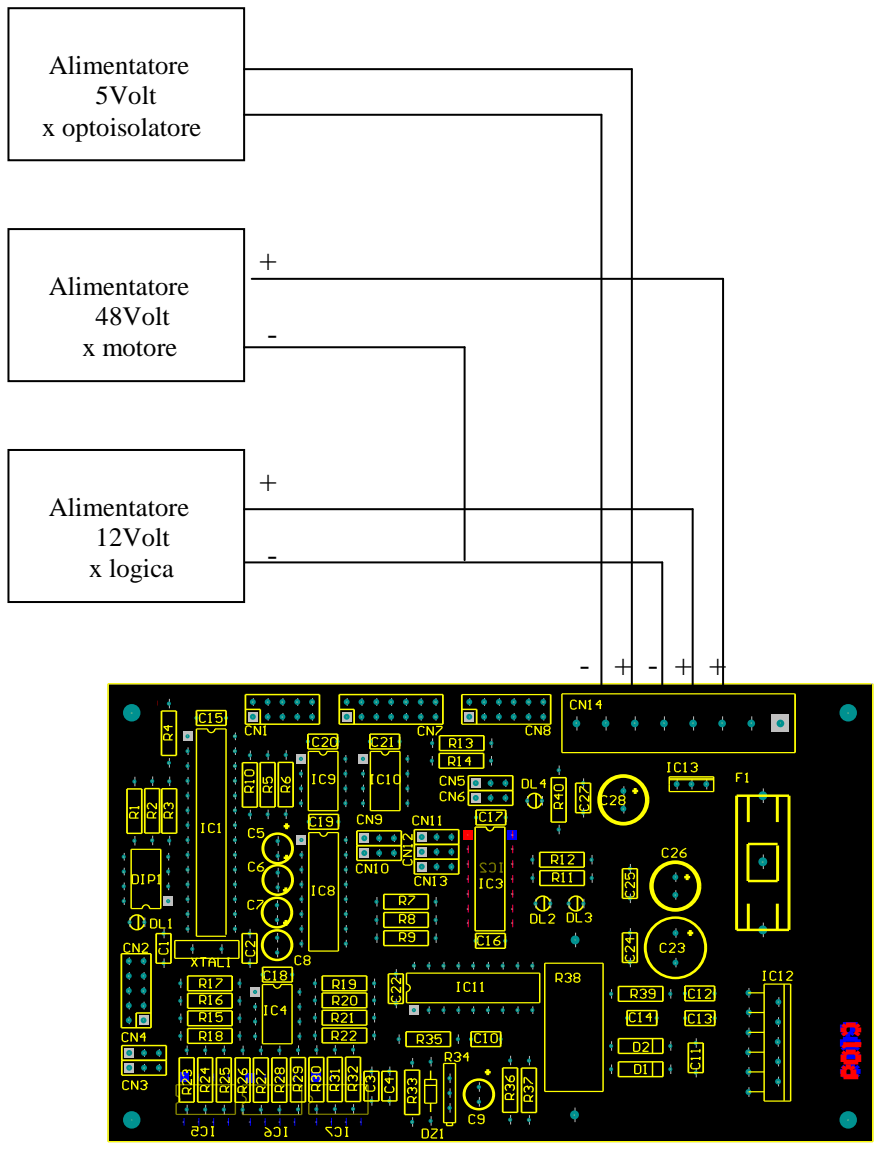 Alimentatore
5Volt
x optoisolatore
+
Alimentatore
48Volt
-
x motore
+
Alimentatore
12Volt
-
x logica
- + - + +
CN14
R4
C15
CN1
CN7
CN8
C20
C21
R13
R14
IC13
F1
R10
R5
R6
IC9
IC10
CN5
CN6
DL4
R40
C27
C28
R1
R2
R3
IC1
C5
C19
CN9
CN11
CN12
C17
CN10
CN13
IC2
IC3
R12
R11
C26
C6
DIP1
IC8
C25
C7
R7
R8
R9
DL2
DL3
DL1
C16
C24
C23
CN2
C1
C2
C8
XTAL1
C18
R17
R16
R15
R18
IC4
R19
R20
R21
R22
C22
IC11
R38
IC12
R39
C12
C14
C13
C108
CN4
CN3
R35
C10
R34
D2
D1
C11
R23
R24
R25
R26
R27
R28
R29
R30
R31
R32
C3
C4
R33
DZ1
C9
R36
R37
IC5
IC6
IC7